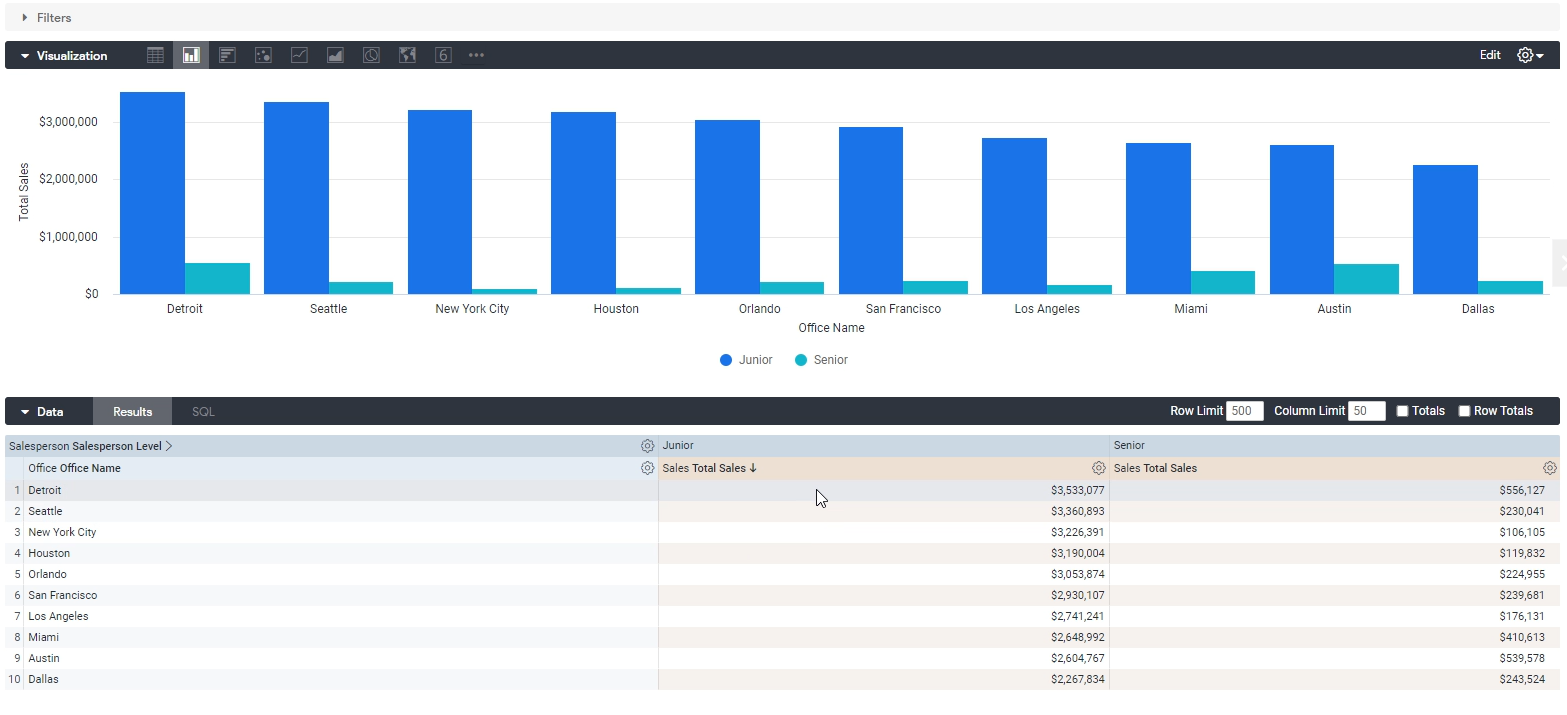 Filters
Visualization 6 Edit
Total Sales
$3,000,000
$2,000,000
$1,000,000
$0
Detroit Seattle New York City Houston Orlando San Francisco Los Angeles Miami Austin Dallas
Office Name
Junior Senior
Data Results SQL Row Limit 500 Column Limit 50 Totals Row Totals
Salesperson Salesperson Level Junior Senior
Office Office Name Sales Total Sales ↓ Sales Total Sales
1 Detroit $3,533,077 $556,127
2 Seattle $3,360,893 $230,041
3 New York City $3,226,391 $106,105
4 Houston $3,190,004 $119,832
5 Orlando $3,053,874 $224,955
6 San Francisco $2,930,107 $239,681
7 Los Angeles $2,741,241 $176,131
8 Miami $2,648,992 $410,613
9 Austin $2,604,767 $539,578
10 Dallas $2,267,834 $243,524